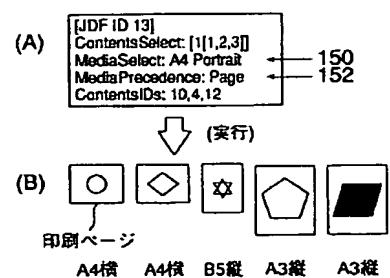 (A)
[JDF ID 13]
ContentsSelect: [1[1,2,3]]
MediaSelect: A4 Portrait
MediaPrecedence: Page
ContentsIDs: 10,4,12
150
152
(実行)
(B)
印刷ページ
A4横 A4横 B5縦 A3縦 A3縦